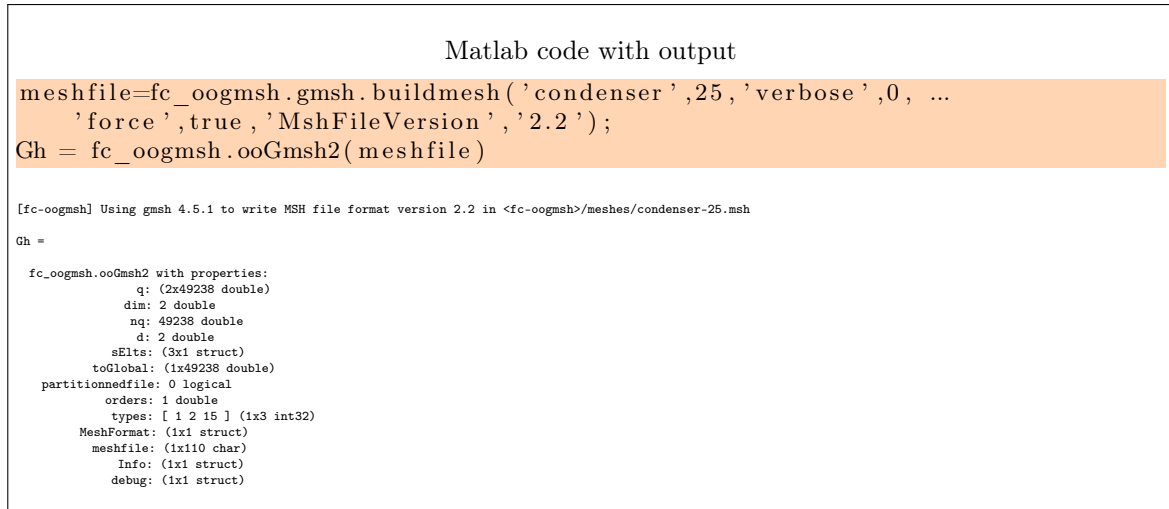 Matlab code with output
meshfile=fc_oogmsh.gmsh.buildmesh('condenser',25,'verbose',0, ...
'force',true,'MshFileVersion','2.2');
Gh = fc_oogmsh.ooGmsh2(meshfile)
[fc-oogmsh] Using gmsh 4.5.1 to write MSH file format version 2.2 in <fc-oogmsh>/meshes/condenser-25.msh
Gh =
fc_oogmsh.ooGmsh2 with properties:
q: (2x49238 double)
dim: 2 double
nq: 49238 double
d: 2 double
sElts: (3x1 struct)
toGlobal: (1x49238 double)
partitionnedfile: 0 logical
orders: 1 double
types: [ 1 2 15 ] (1x3 int32)
MeshFormat: (1x1 struct)
meshfile: (1x110 char)
Info: (1x1 struct)
debug: (1x1 struct)